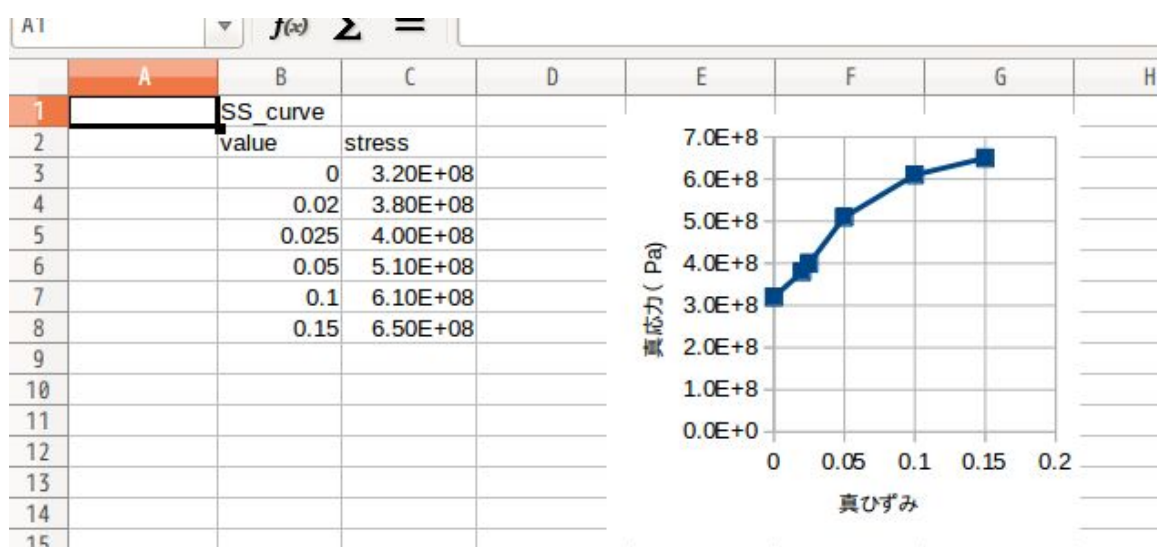 A1 f(x) Σ =
A B C D E F G H
1 SS_curve
2 value stress
3 0 3.20E+08
4 0.02 3.80E+08
5 0.025 4.00E+08
6 0.05 5.10E+08
7 0.1 6.10E+08
8 0.15 6.50E+08
9
10
11
12
13
14
15
7.0E+8
6.0E+8
5.0E+8
4.0E+8
3.0E+8
2.0E+8
1.0E+8
0.0E+0
真応力( Pa)
0 0.05 0.1 0.15 0.2
真ひずみ